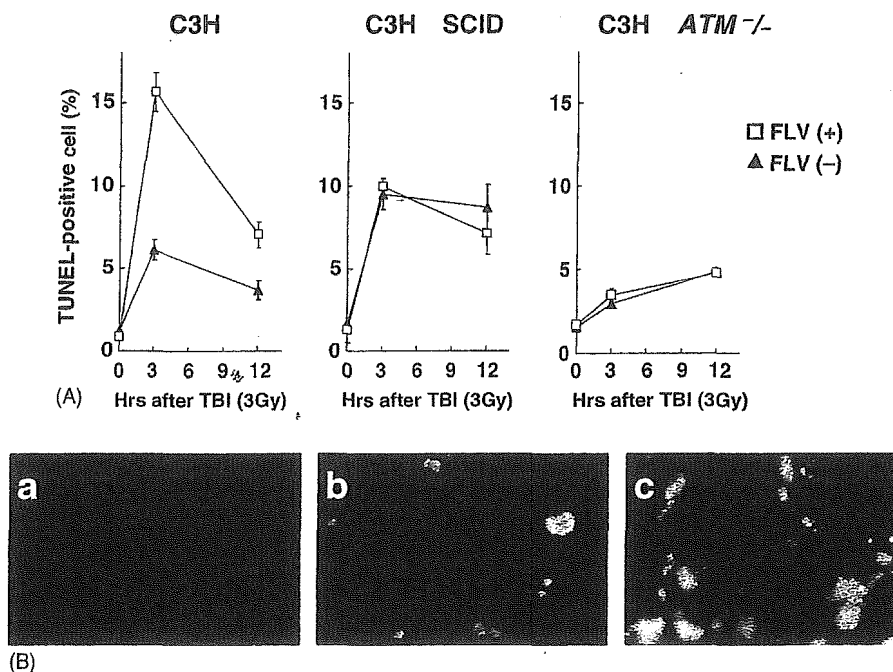 C3H C3H SCID C3H ATM -/-
TUNEL-positive cell (%)
15
10
5
0
0 3 6 9 12
Hrs after TBI (3Gy)
15
10
5
0
0 3 6 9 12
Hrs after TBI (3Gy)
15
10
5
0
0 3 6 9 12
Hrs after TBI (3Gy)
FLV (+)
FLV (–)
(A)
a b c
(B)